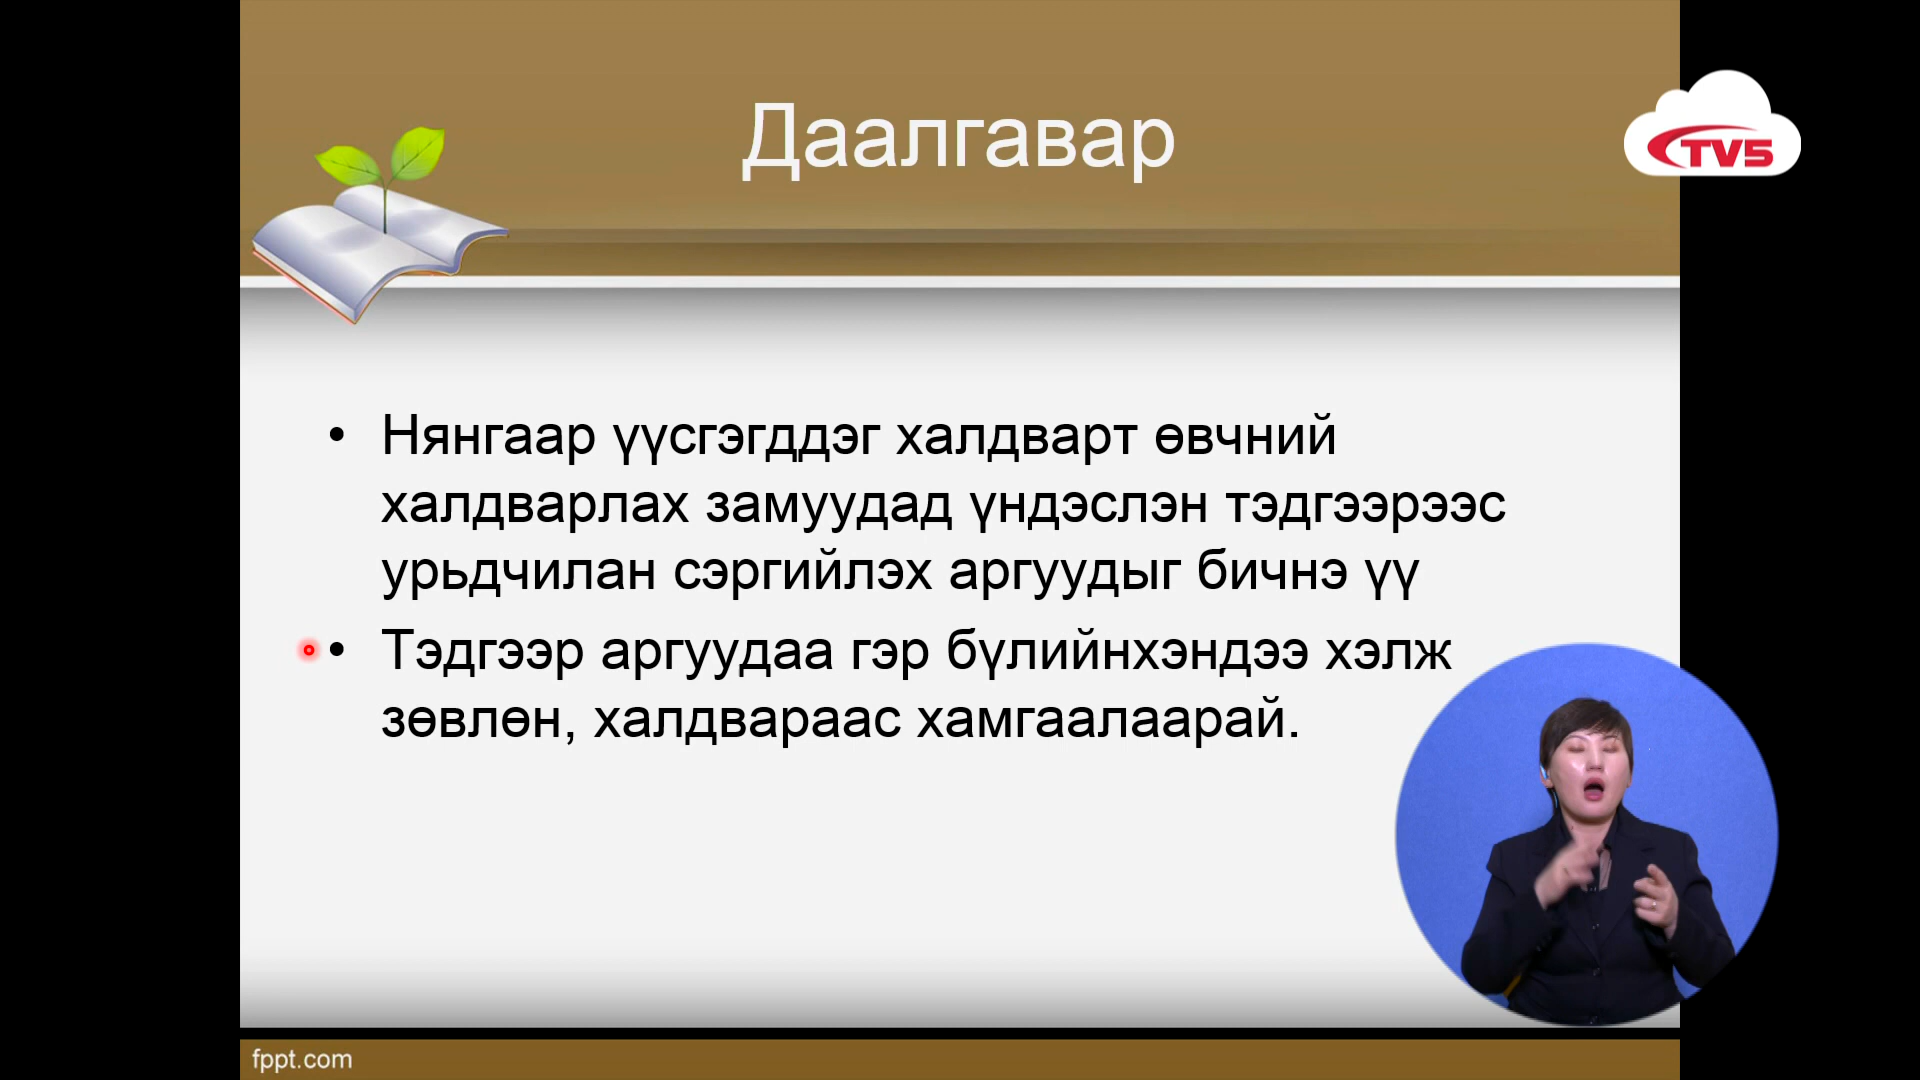 Даалгавар
TV5
• Нянгаар үүсгэгддэг халдварт өвчний
халдварлах замуудад үндэслэн тэдгээрээс
урьдчилан сэргийлэх аргуудыг бичнэ үү
• Тэдгээр аргуудаа гэр бүлийнхэндээ хэлж
зөвлөн, халдвараас хамгаалаарай.
fppt.com